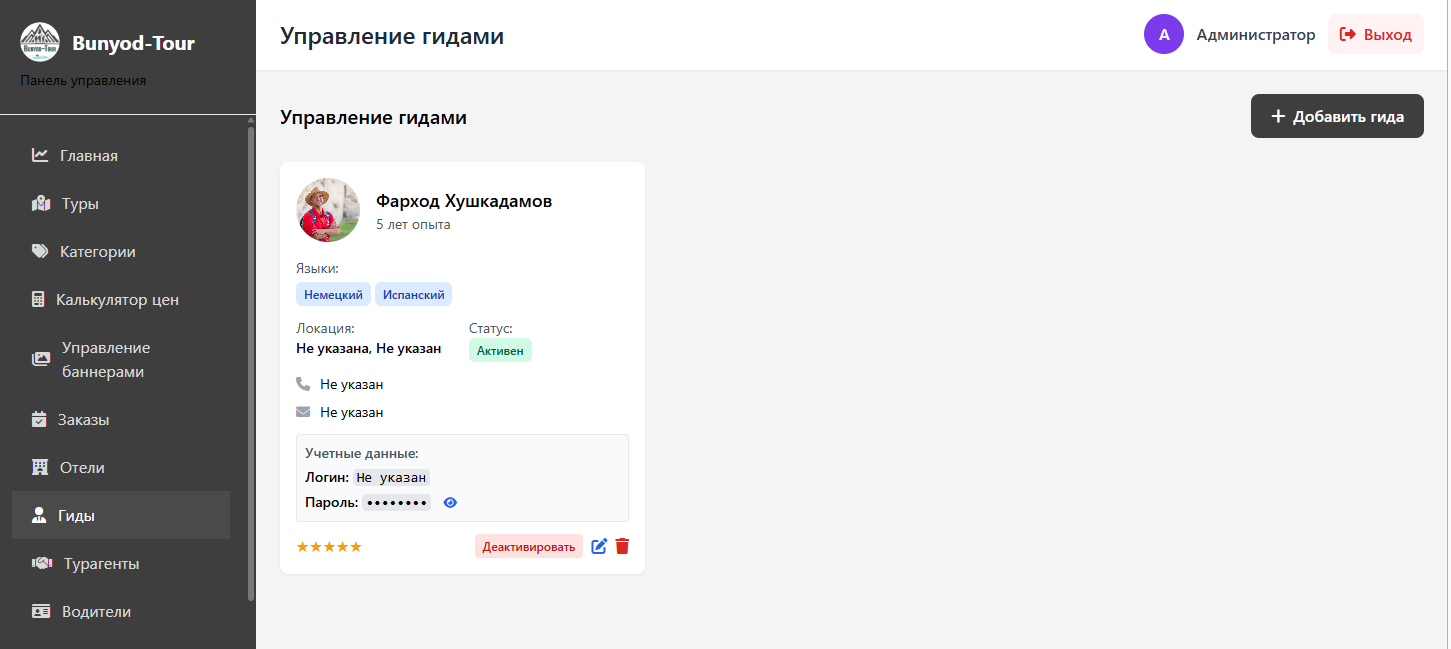 Bunyod-Tour
Панель управления
Главная
Туры
Категории
Калькулятор цен
Управление
баннерами
Заказы
Отели
Гиды
Турагенты
Водители
Управление гидами
А
Администратор
Выход
Управление гидами
Добавить гида
Фарход Хушкадамов
5 лет опыта
Языки:
Немецкий Испанский
Локация: Статус:
Не указана, Не указан Активен
Не указан
Не указан
Учетные данные:
Логин: Не указан
Пароль: ••••••••
★★★★★ Деактивировать